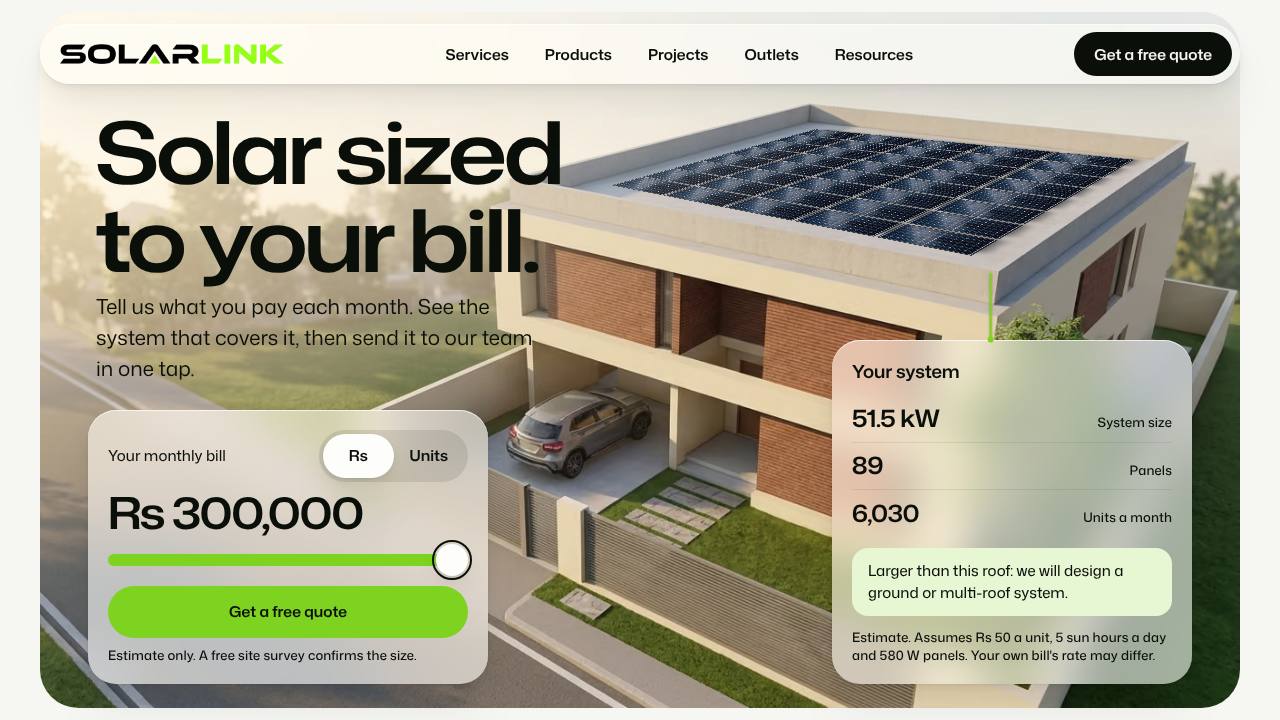 SOLARLINK
Services
Products
Projects
Outlets
Resources
Get a free quote
Solar sized
to your bill.
Tell us what you pay each month. See the
system that covers it, then send it to our team
in one tap.
Your monthly bill
Rs
Units
Rs 300,000
Get a free quote
Estimate only. A free site survey confirms the size.
Your system
51.5 kW
System size
89
Panels
6,030
Units a month
Larger than this roof: we will design a
ground or multi-roof system.
Estimate. Assumes Rs 50 a unit, 5 sun hours a day
and 580 W panels. Your own bill's rate may differ.